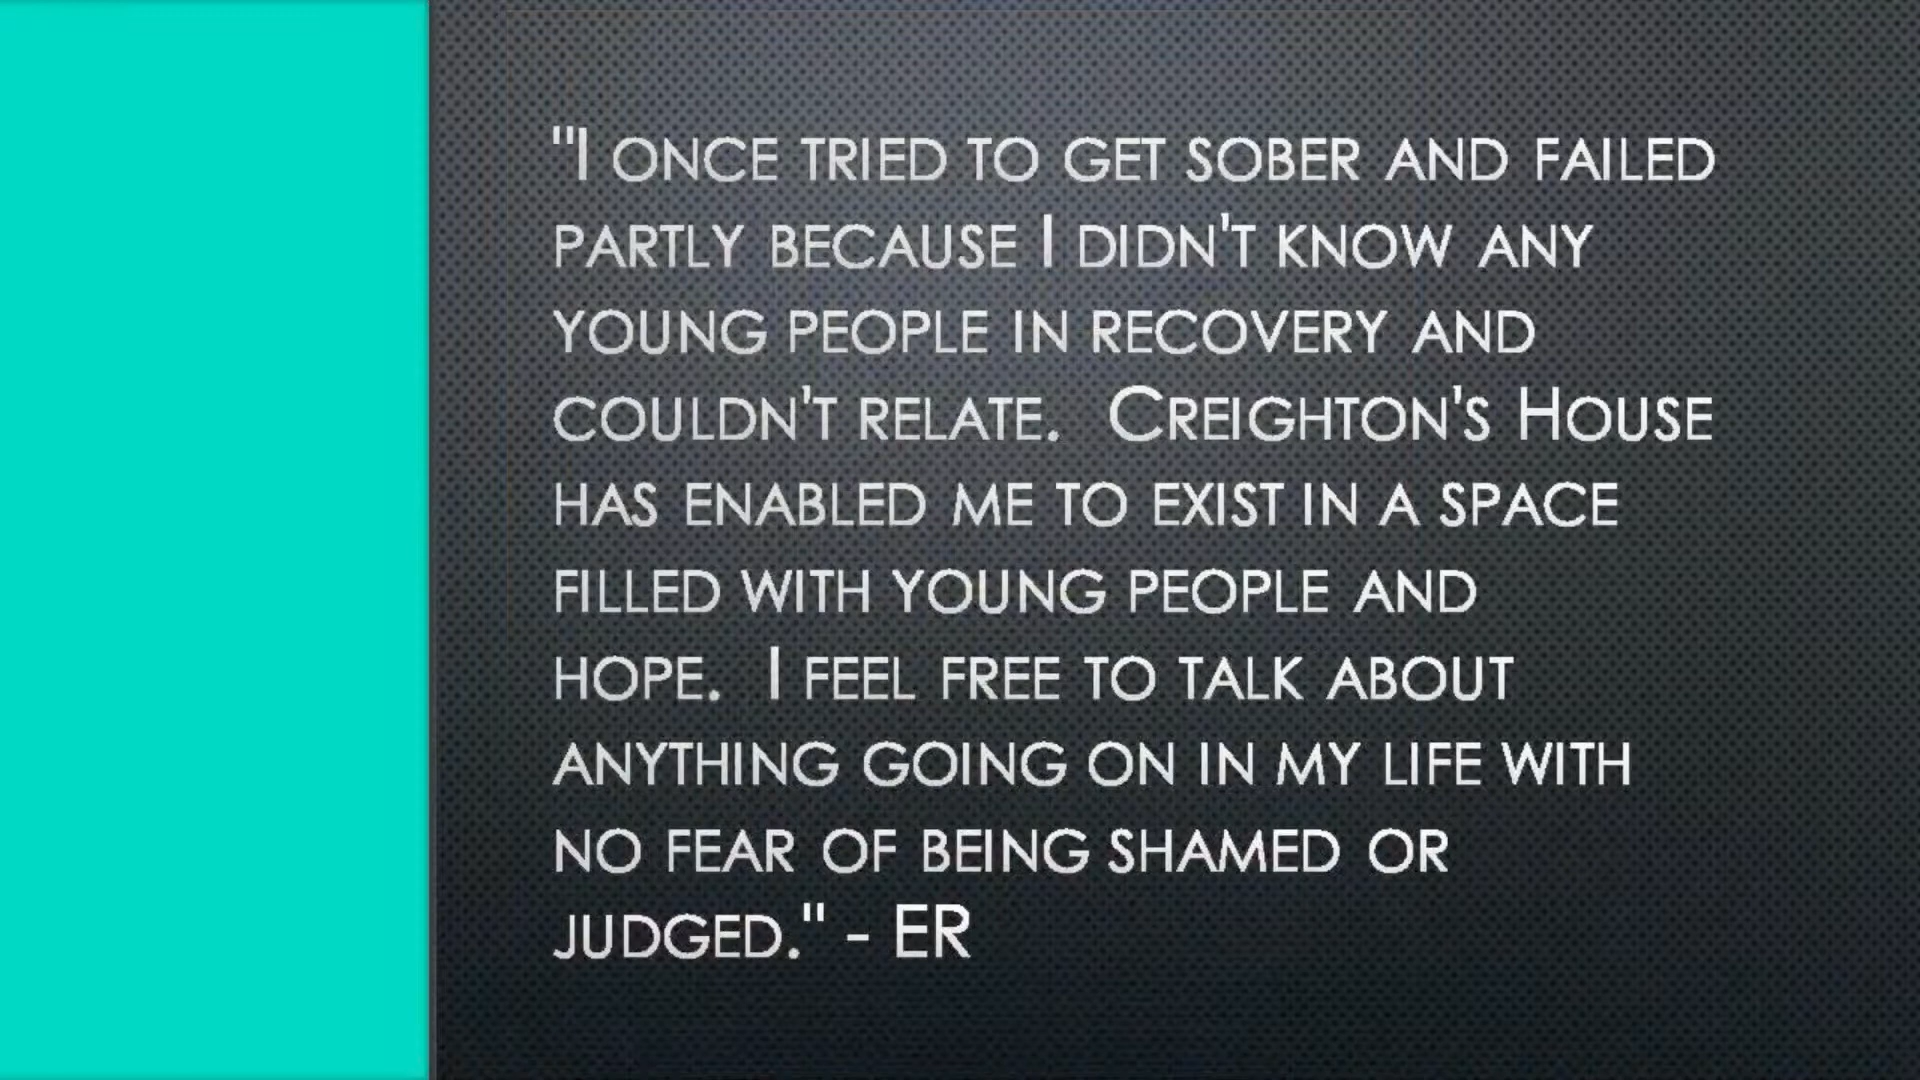 "I ONCE TRIED TO GET SOBER AND FAILED
PARTLY BECAUSE I DIDN'T KNOW ANY
YOUNG PEOPLE IN RECOVERY AND
COULDN'T RELATE.  CREIGHTON'S HOUSE
HAS ENABLED ME TO EXIST IN A SPACE
FILLED WITH YOUNG PEOPLE AND
HOPE.  I FEEL FREE TO TALK ABOUT
ANYTHING GOING ON IN MY LIFE WITH
NO FEAR OF BEING SHAMED OR
JUDGED." - ER